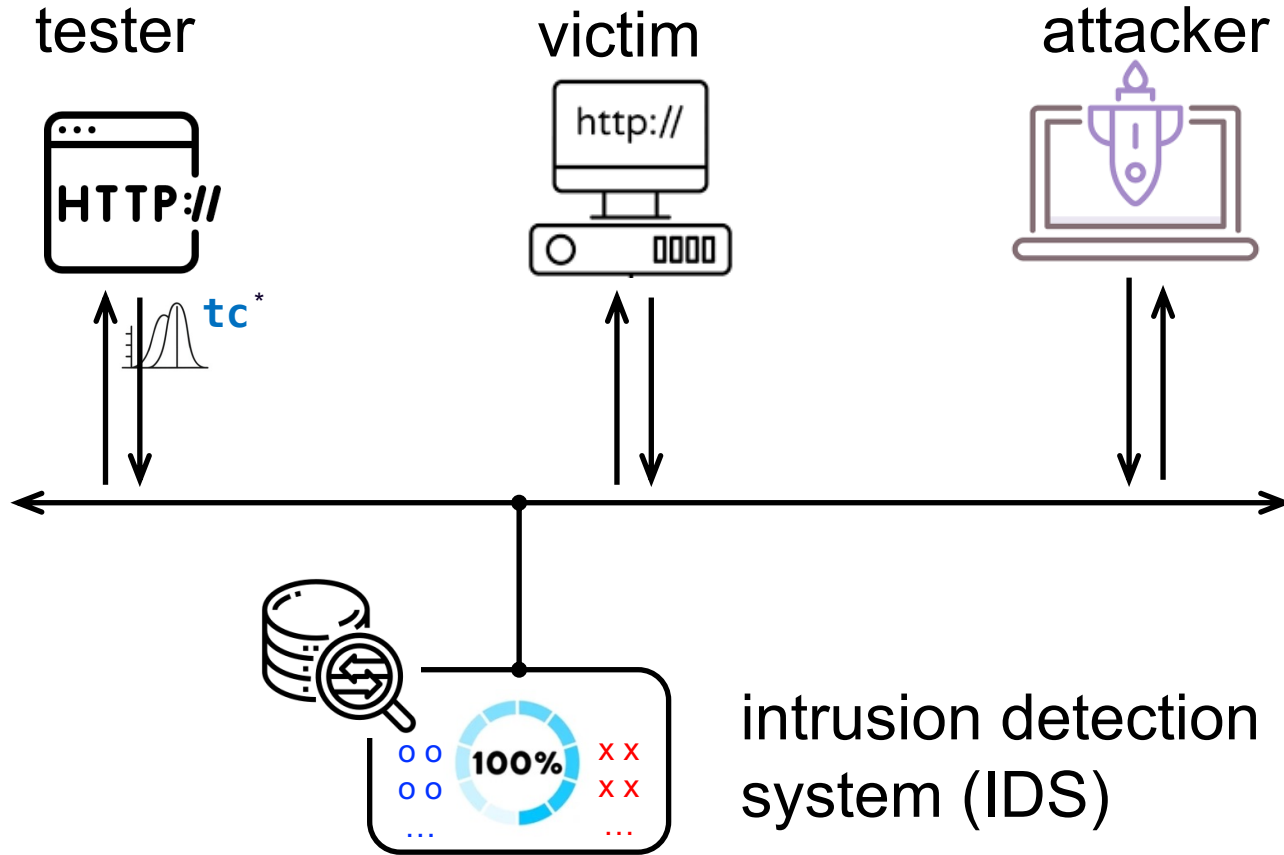 tester
victim
attacker
HTTP://
http://
tc*
100%
o o
o o
...
x x
x x
...
intrusion detection
system (IDS)